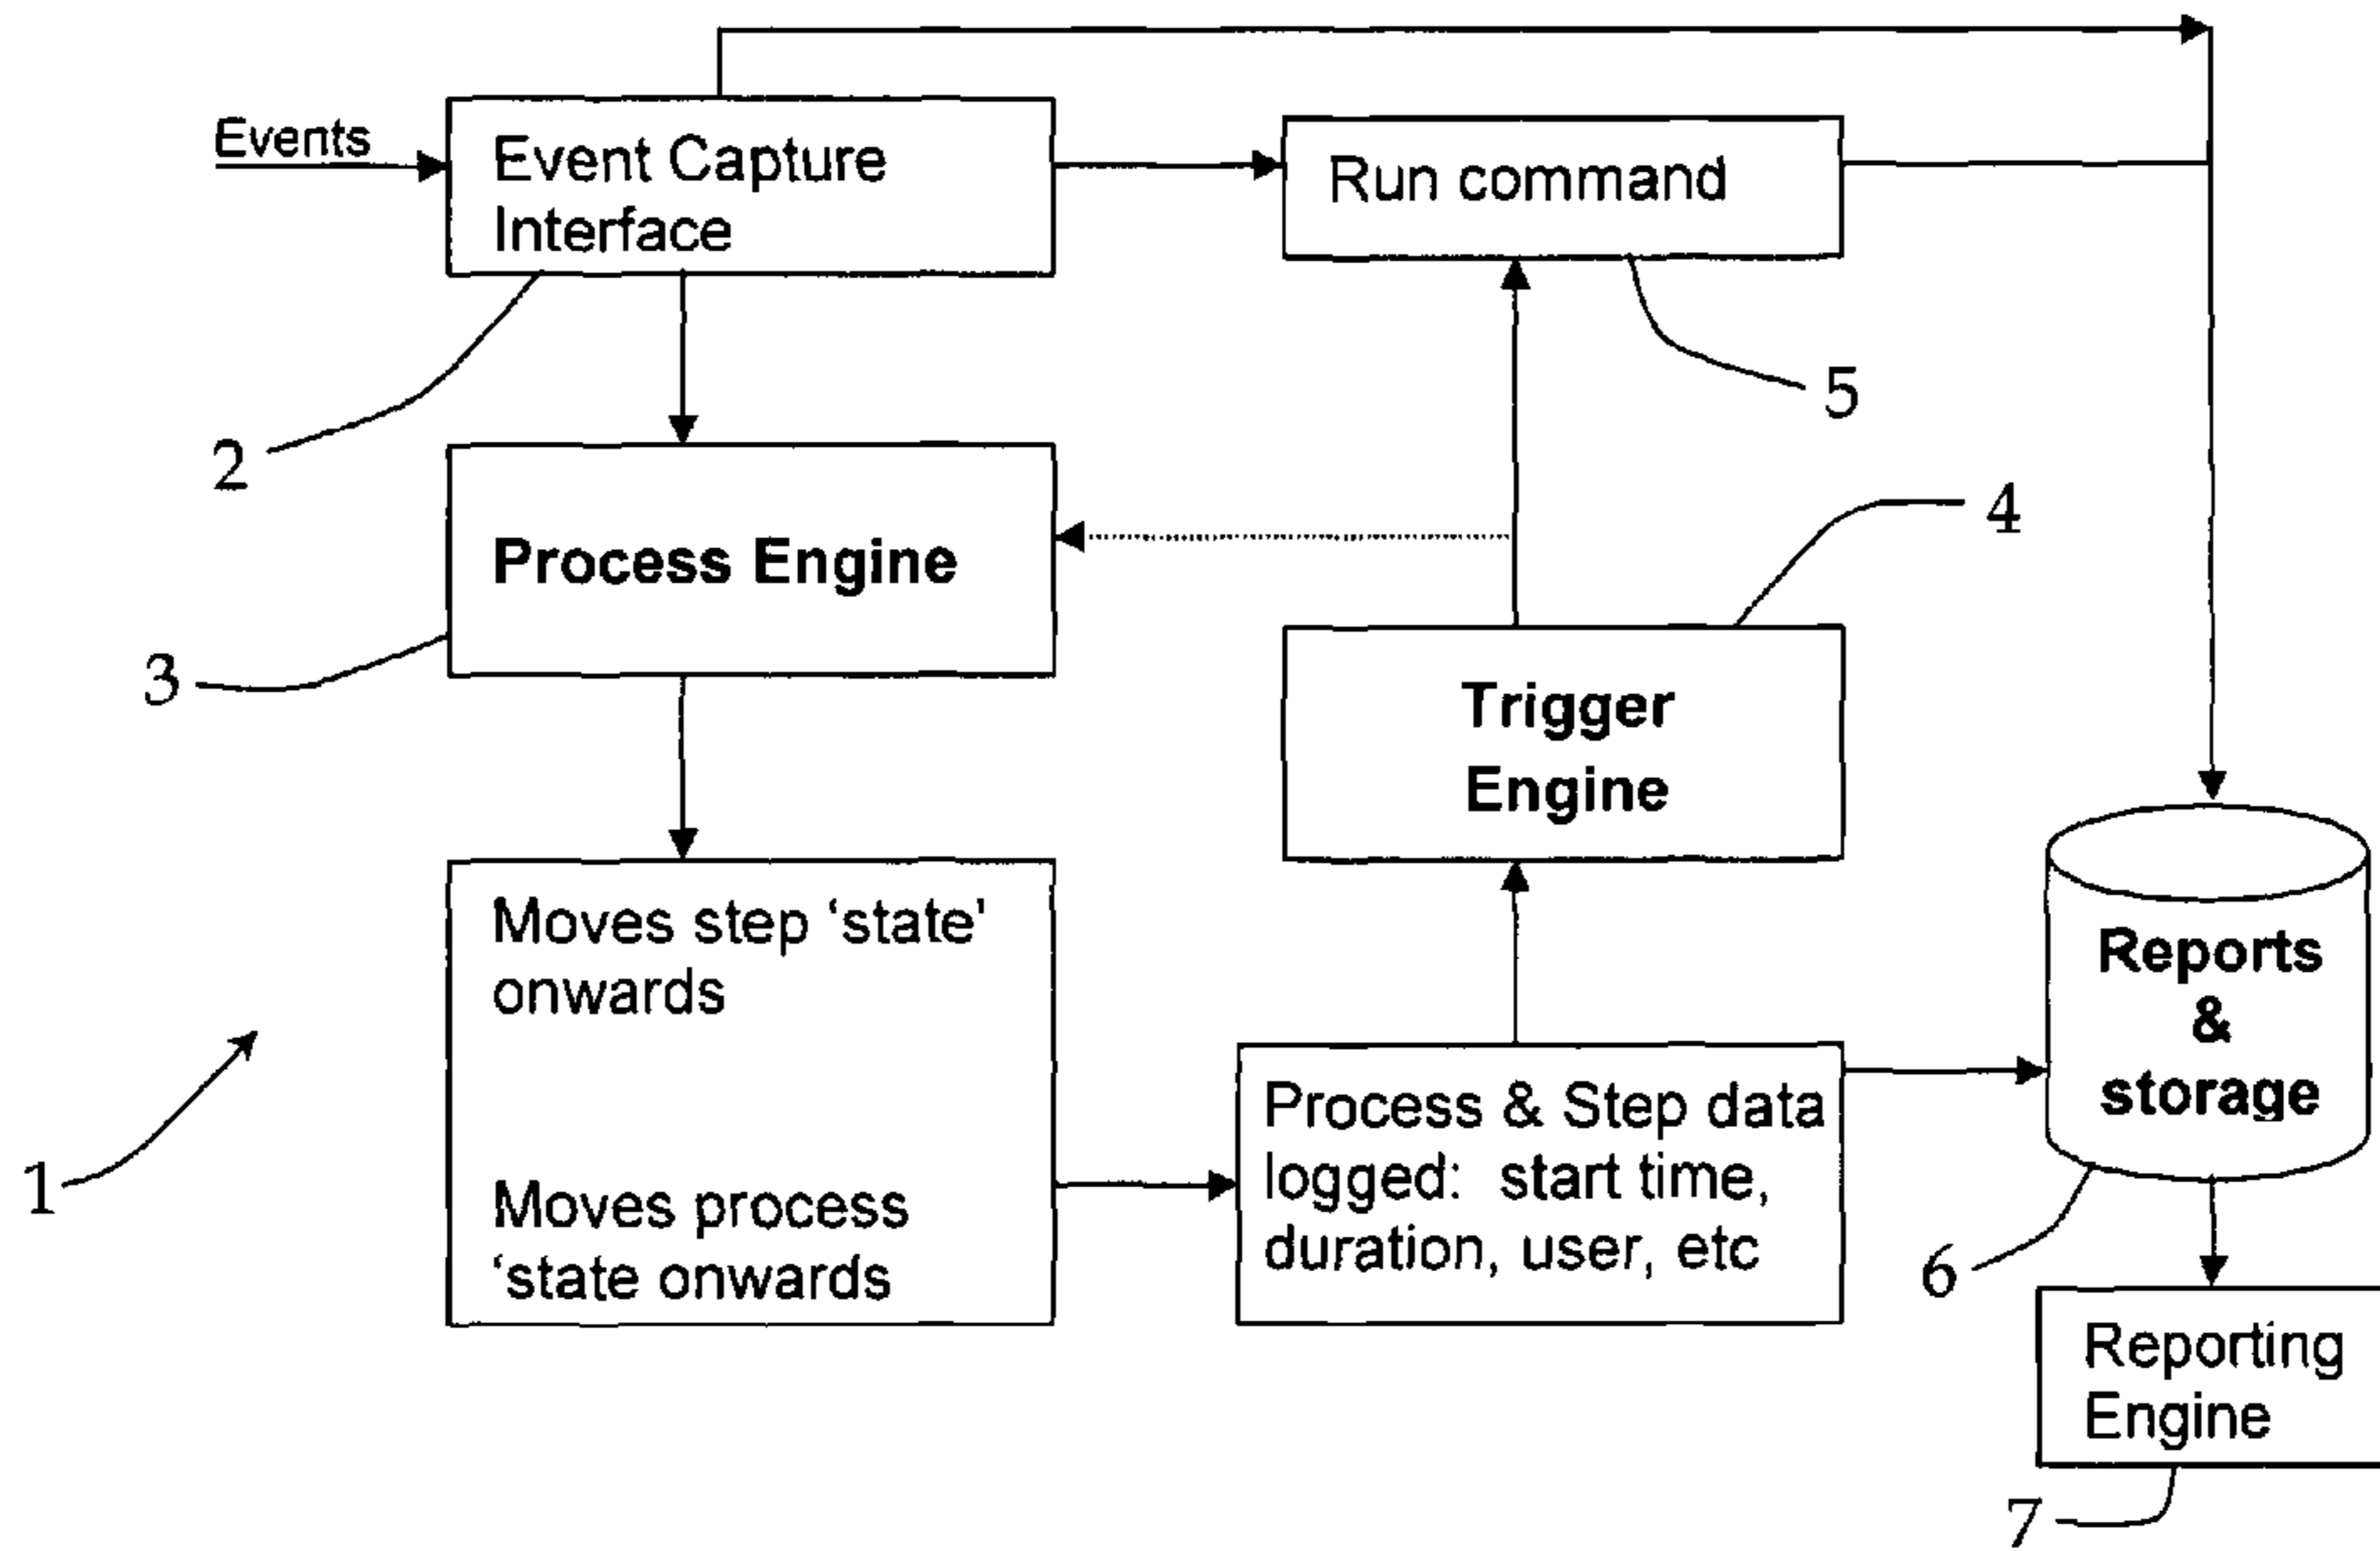 Events
Event Capture
Interface
Run command
5
2
4
Process Engine
3
Trigger
Engine
Moves step ‘state’
onwards
Moves process
‘state onwards
Process & Step data
logged: start time,
duration, user, etc
Reports
&
storage
1
6
Reporting
Engine
7